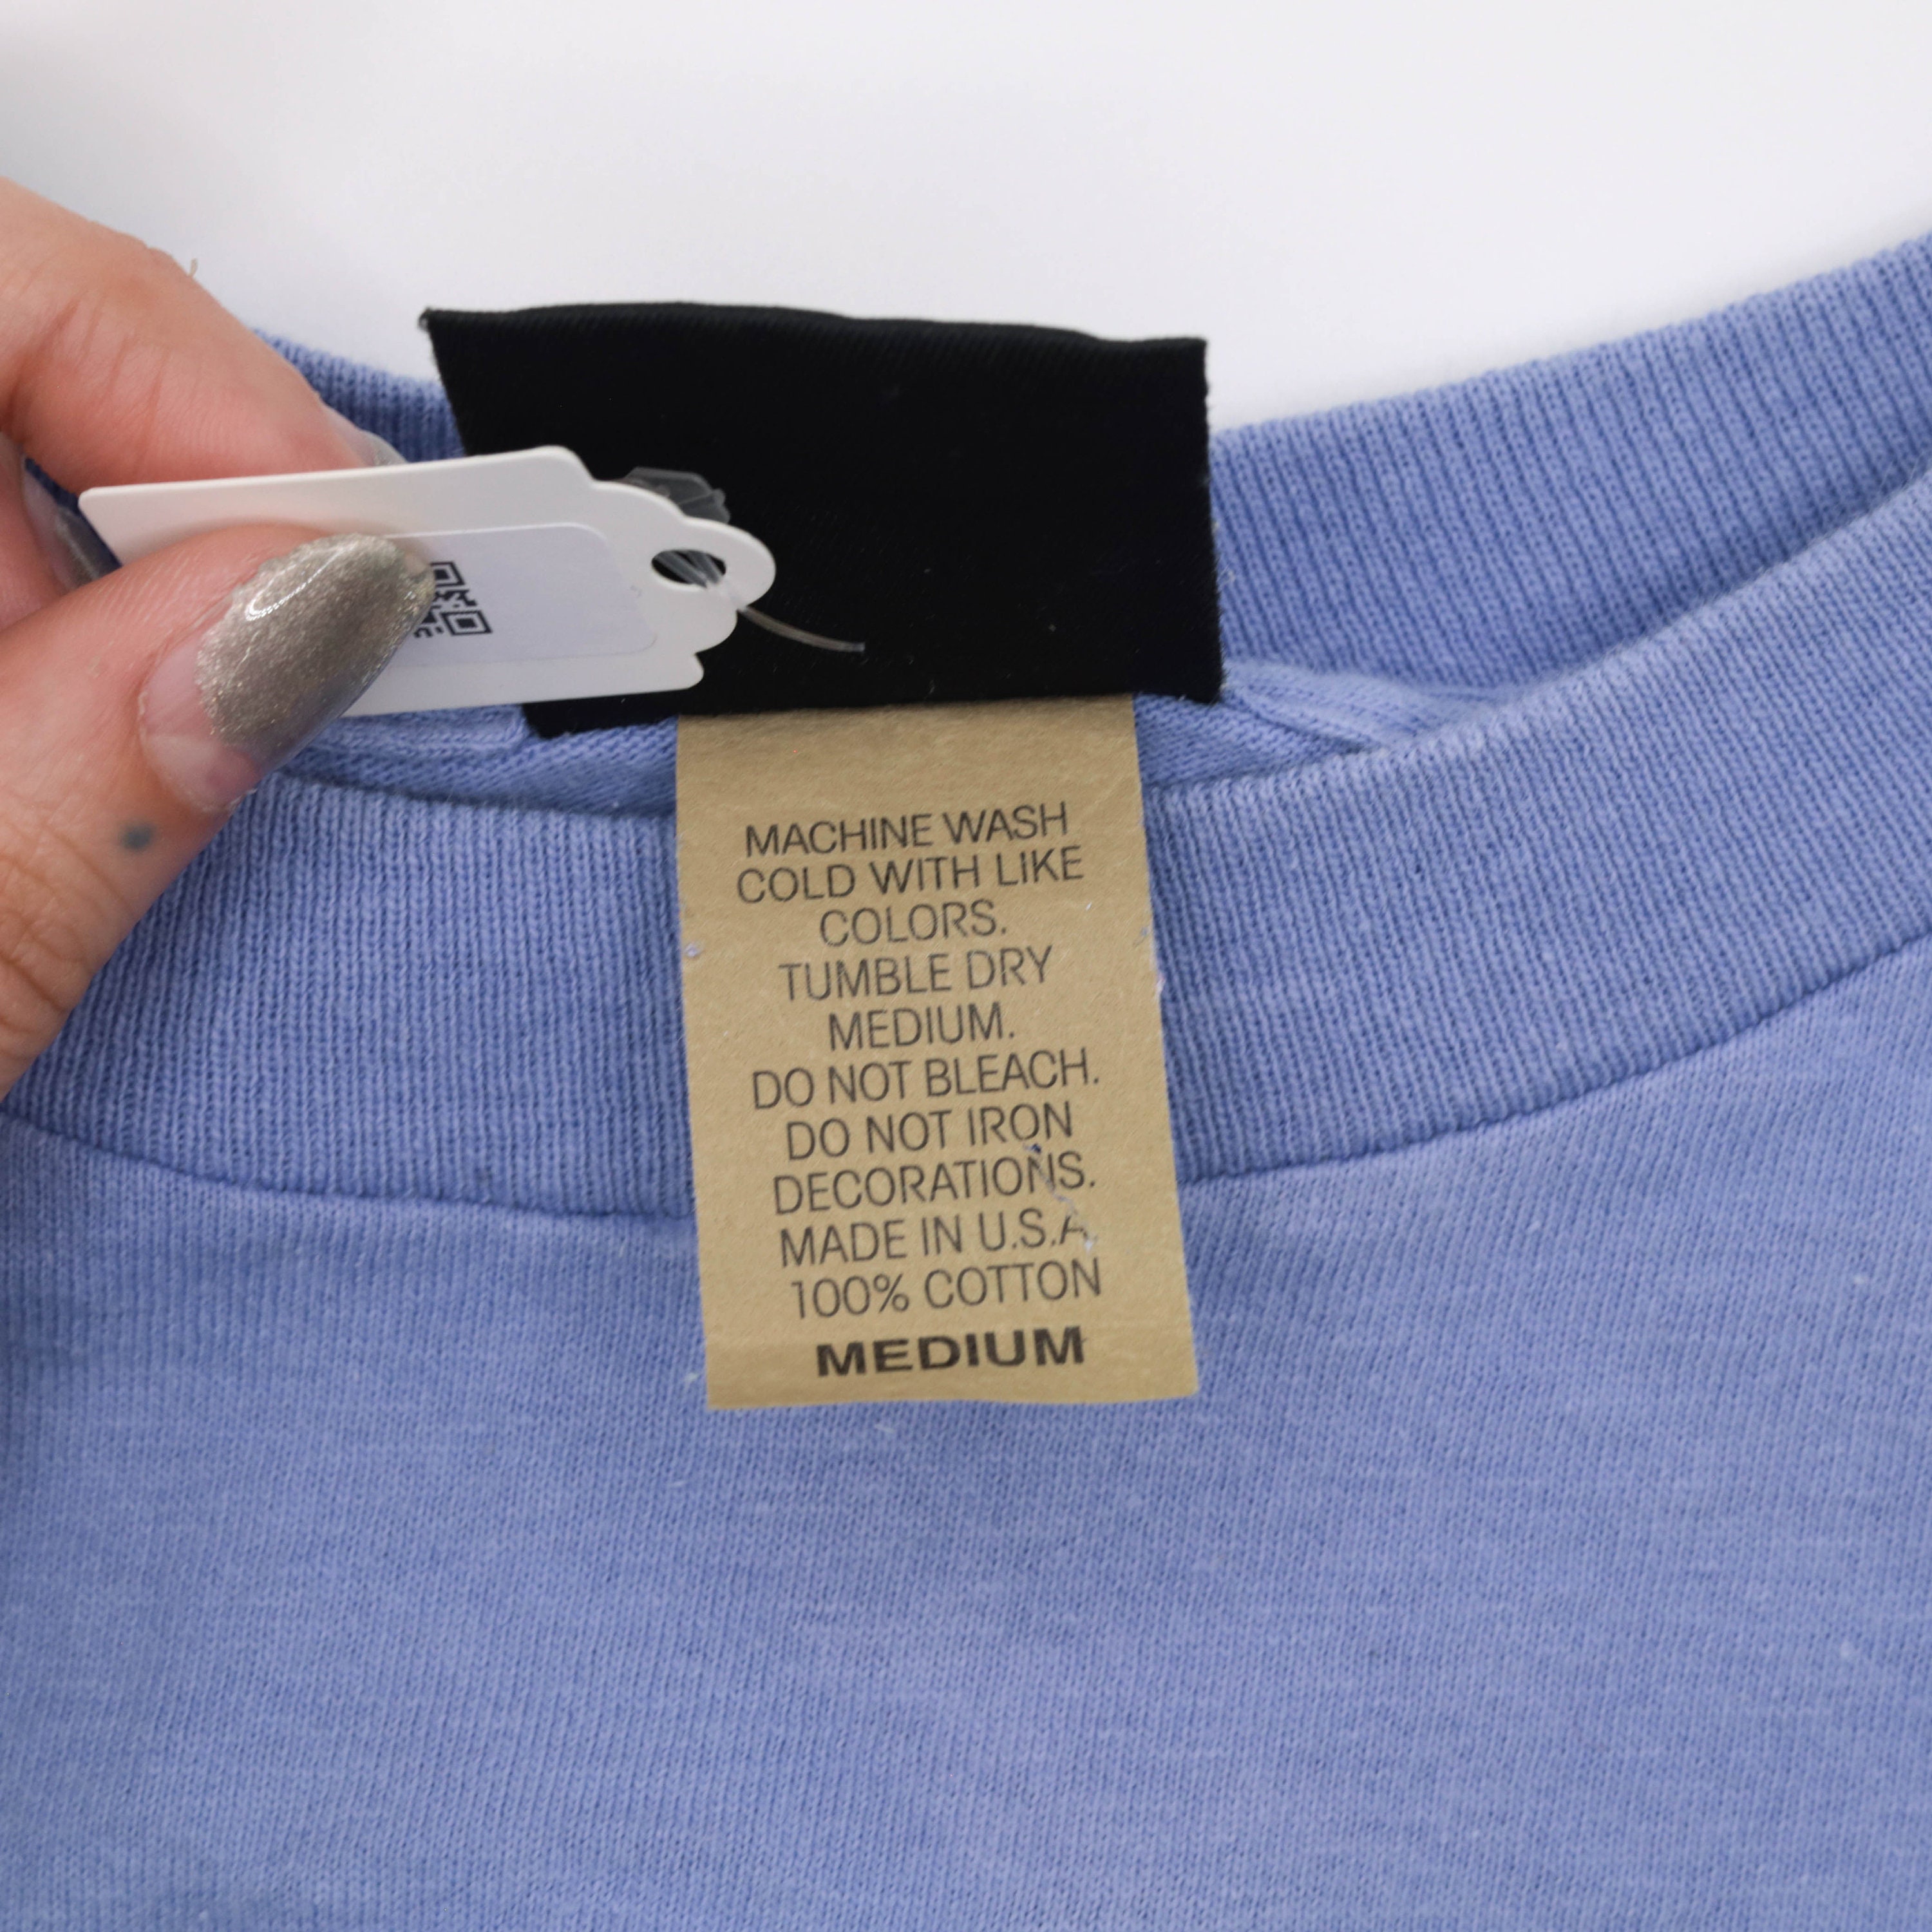 MACHINE WASH
COLD WITH LIKE
COLORS.
TUMBLE DRY
MEDIUM.
DO NOT BLEACH.
DO NOT IRON
DECORATIONS.
MADE IN U.S.A.
100% COTTON
MEDIUM